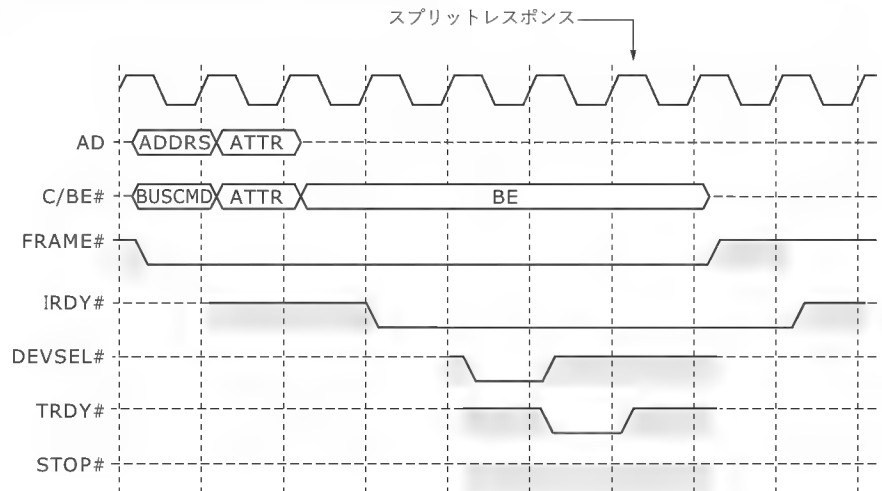 スプリットレスポンス
AD ADDRS ATTR
C/BE# BUSCMD ATTR BE
FRAME#
IRDY#
DEVSEL#
TRDY#
STOP#